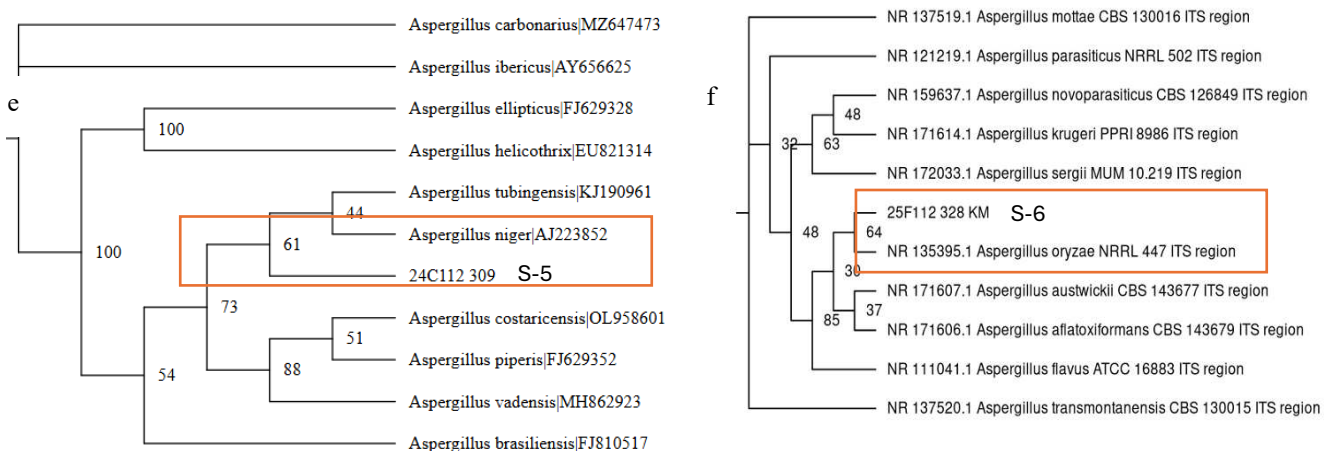 e
Aspergillus carbonarius|MZ647473
Aspergillus ibericus|AY656625
Aspergillus ellipticus|FJ629328
100
Aspergillus helicothrix|EU821314
Aspergillus tubingensis|KJ190961
44
Aspergillus niger|AJ223852
61
24C112 309 S-5
100
73
Aspergillus costaricensis|OL958601
51
Aspergillus piperis|FJ629352
88
54
Aspergillus vadensis|MH862923
Aspergillus brasiliensis|FJ810517
f
NR 137519.1 Aspergillus mottae CBS 130016 ITS region
NR 121219.1 Aspergillus parasiticus NRRL 502 ITS region
NR 159637.1 Aspergillus novoparasiticus CBS 126849 ITS region
48
NR 171614.1 Aspergillus krugeri PPRI 8986 ITS region
32
63
NR 172033.1 Aspergillus sergii MUM 10.219 ITS region
25F112 328 KM S-6
48
64
NR 135395.1 Aspergillus oryzae NRRL 447 ITS region
30
NR 171607.1 Aspergillus austwickii CBS 143677 ITS region
37
85
NR 171606.1 Aspergillus aflatoxiformans CBS 143679 ITS region
NR 111041.1 Aspergillus flavus ATCC 16883 ITS region
NR 137520.1 Aspergillus transmontanensis CBS 130015 ITS region